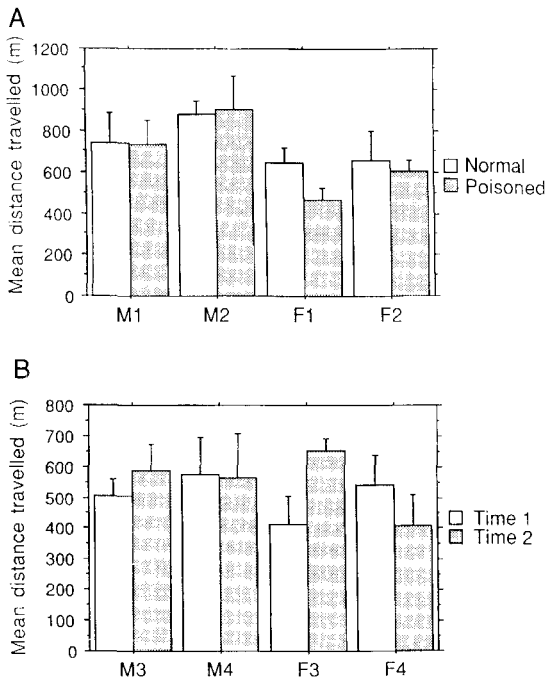 A
Mean distance travelled (m)
1200
1000
800
600
400
200
0
M1 M2 F1 F2
Normal
Poisoned
B
Mean distance travelled (m)
800
700
600
500
400
300
200
100
0
M3 M4 F3 F4
Time 1
Time 2